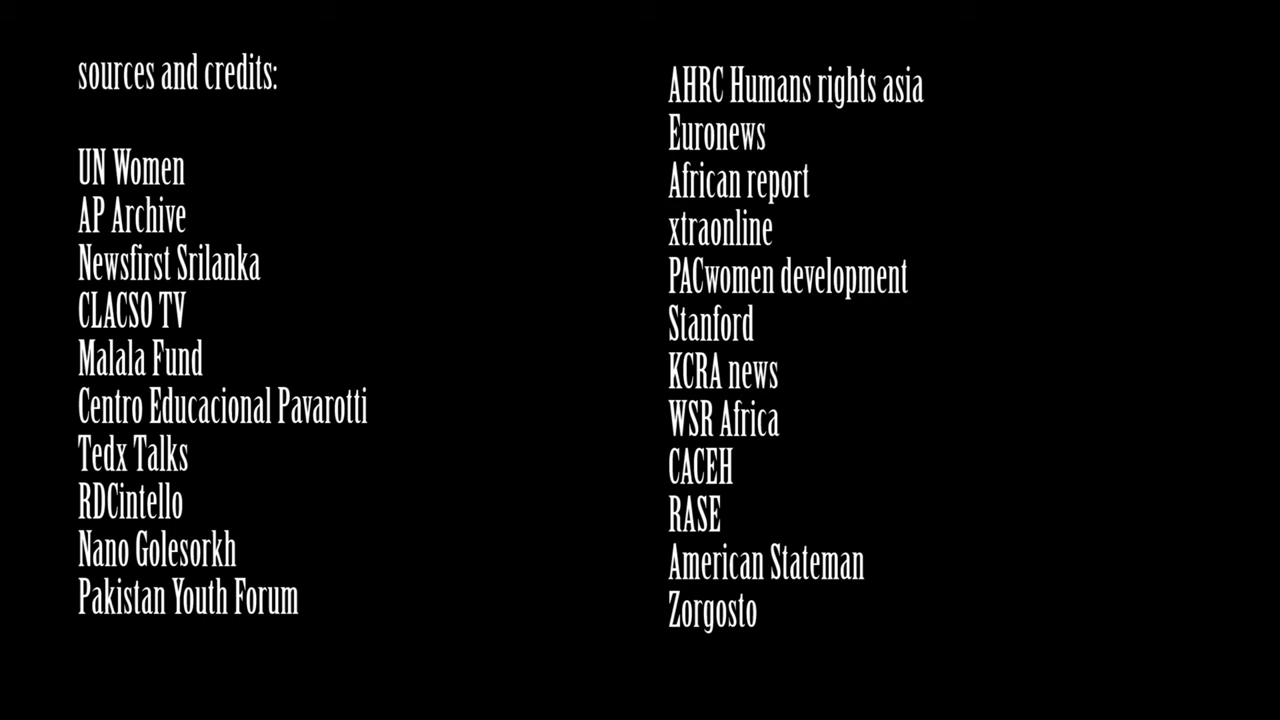 sources and credits:
UN Women
AP Archive
Newsfirst Srilanka
CLACSO TV
Malala Fund
Centro Educacional Pavarotti
Tedx Talks
RDCintello
Nano Golesorkh
Pakistan Youth Forum
AHRC Humans rights asia
Euronews
African report
xtraonline
PACwomen development
Stanford
KCRA news
WSR Africa
CACEH
RASE
American Stateman
Zorgosto